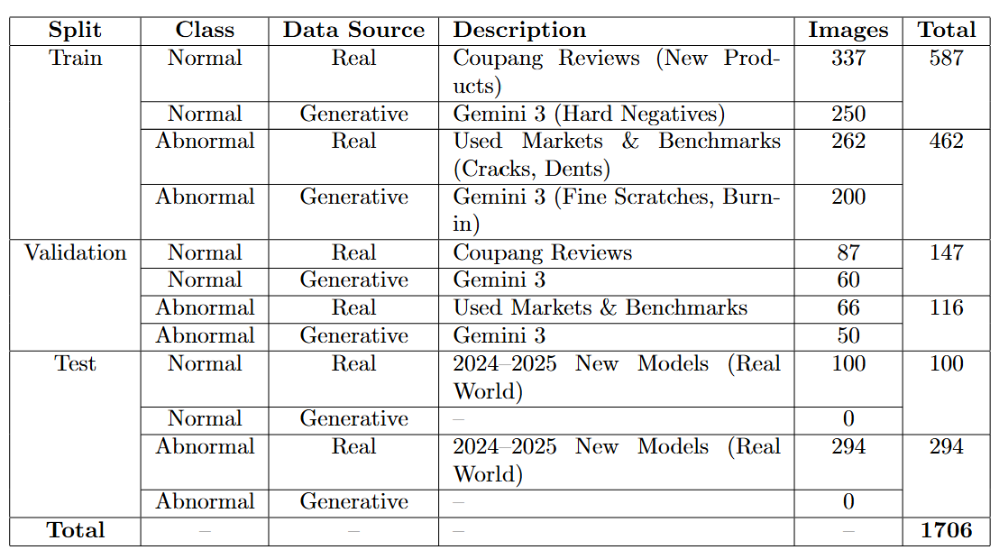 Split Class Data Source Description Images Total
Train Normal Real Coupang Reviews (New Prod- 337 587
ucts)
Normal Generative Gemini 3 (Hard Negatives) 250
Abnormal Real Used Markets & Benchmarks 262 462
(Cracks, Dents)
Abnormal Generative Gemini 3 (Fine Scratches, Burn- 200
in)
Validation Normal Real Coupang Reviews 87 147
Normal Generative Gemini 3 60
Abnormal Real Used Markets & Benchmarks 66 116
Abnormal Generative Gemini 3 50
Test Normal Real 2024–2025 New Models (Real 100 100
World)
Normal Generative – 0
Abnormal Real 2024–2025 New Models (Real 294 294
World)
Abnormal Generative – 0
Total – – – – 1706